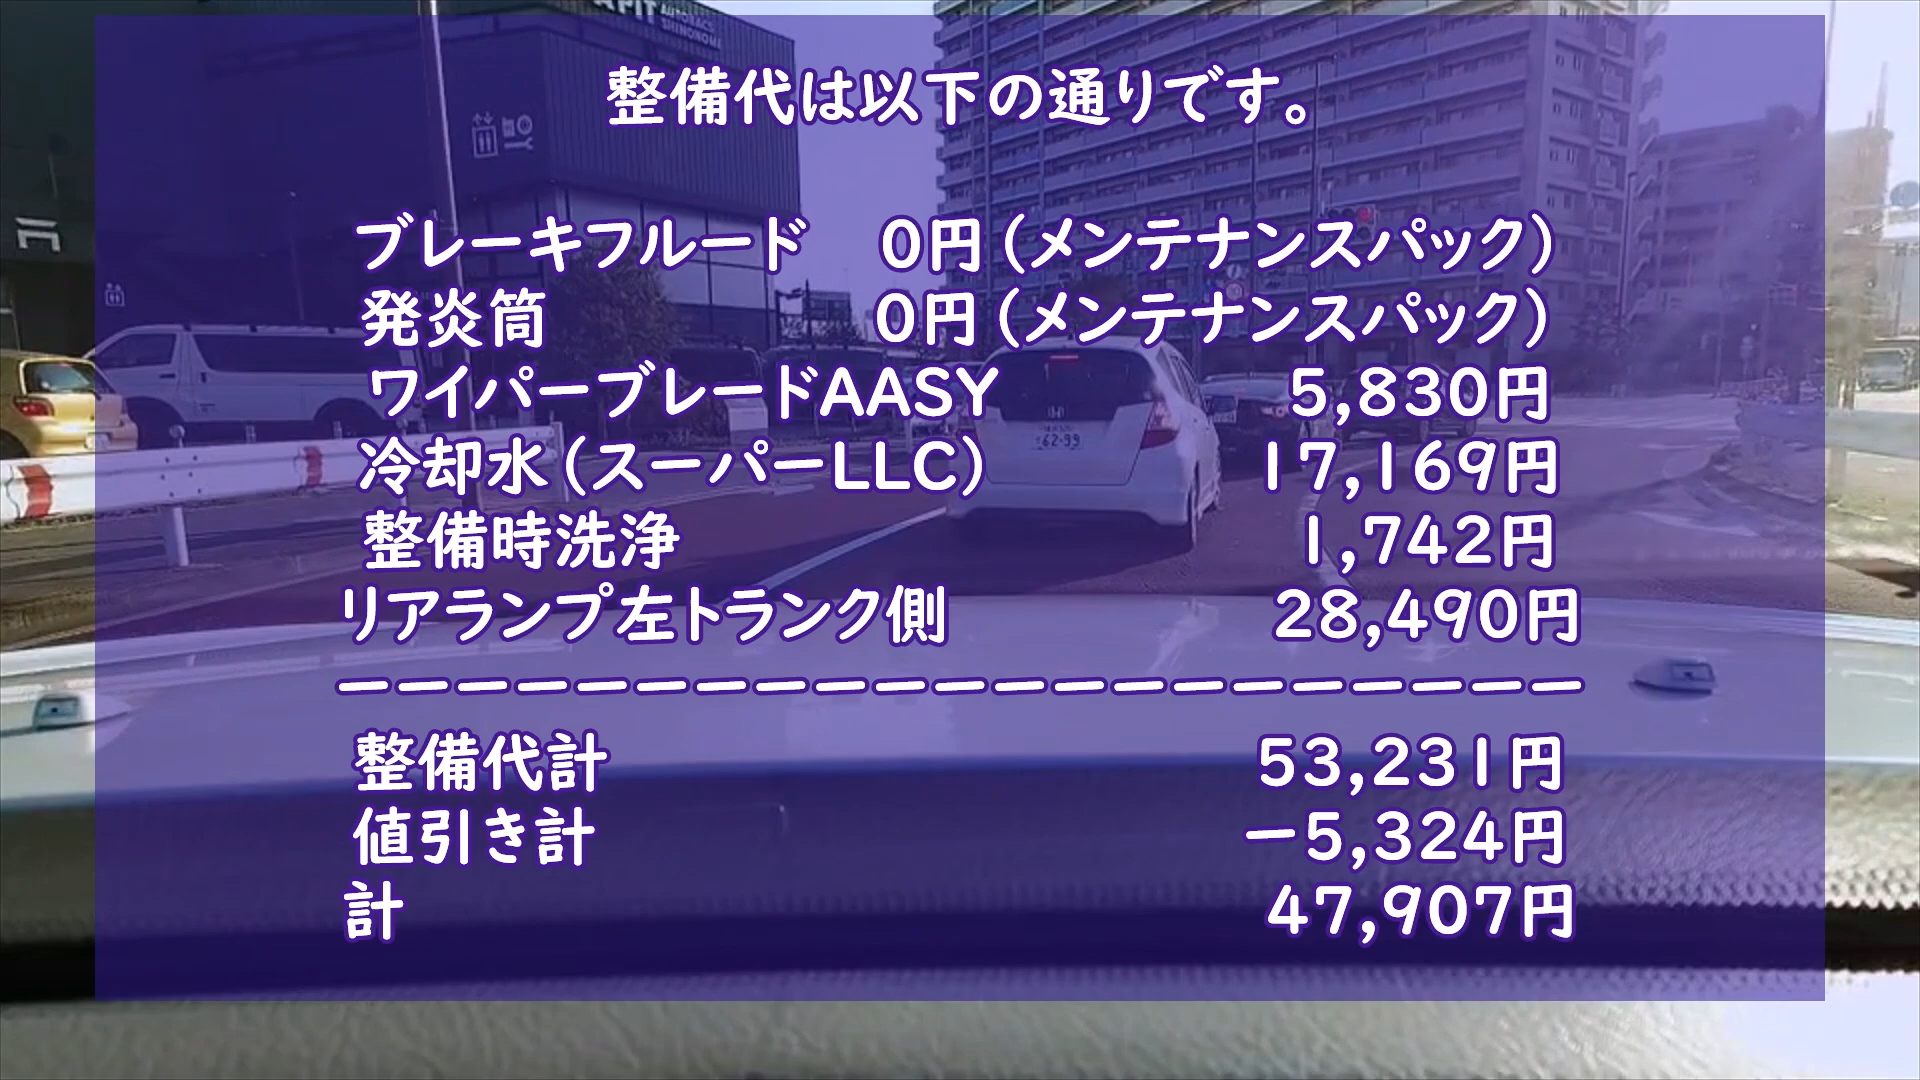 APIT AUTOBACS
SHINONOME
整備代は以下の通りです。
ブレーキフルード 0円(メンテナンスパック)
発炎筒 0円(メンテナンスパック)
ワイパーブレードAASY 5,830円
冷却水(スーパーLLC) 17,169円
整備時洗浄 1,742円
リアランプ左トランク側 28,490円
ーーーーーーーーーーーーーーーーーーーーー
整備代計 53,231円
値引き計 ー5,324円
計 47,907円
62-99